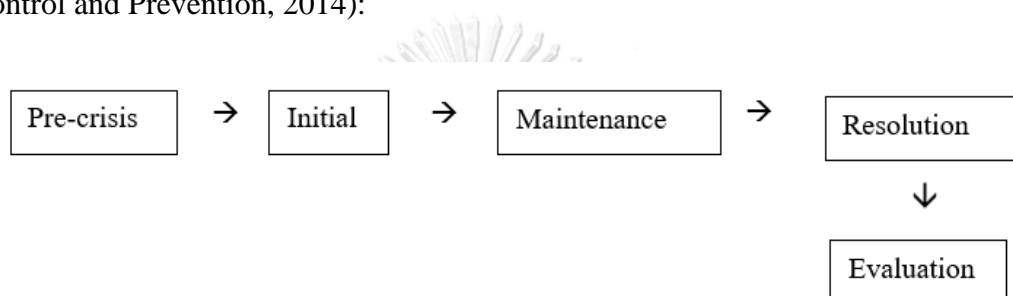 ontrol and Prevention, 2014):
Pre-crisis → Initial → Maintenance → Resolution
↓
Evaluation